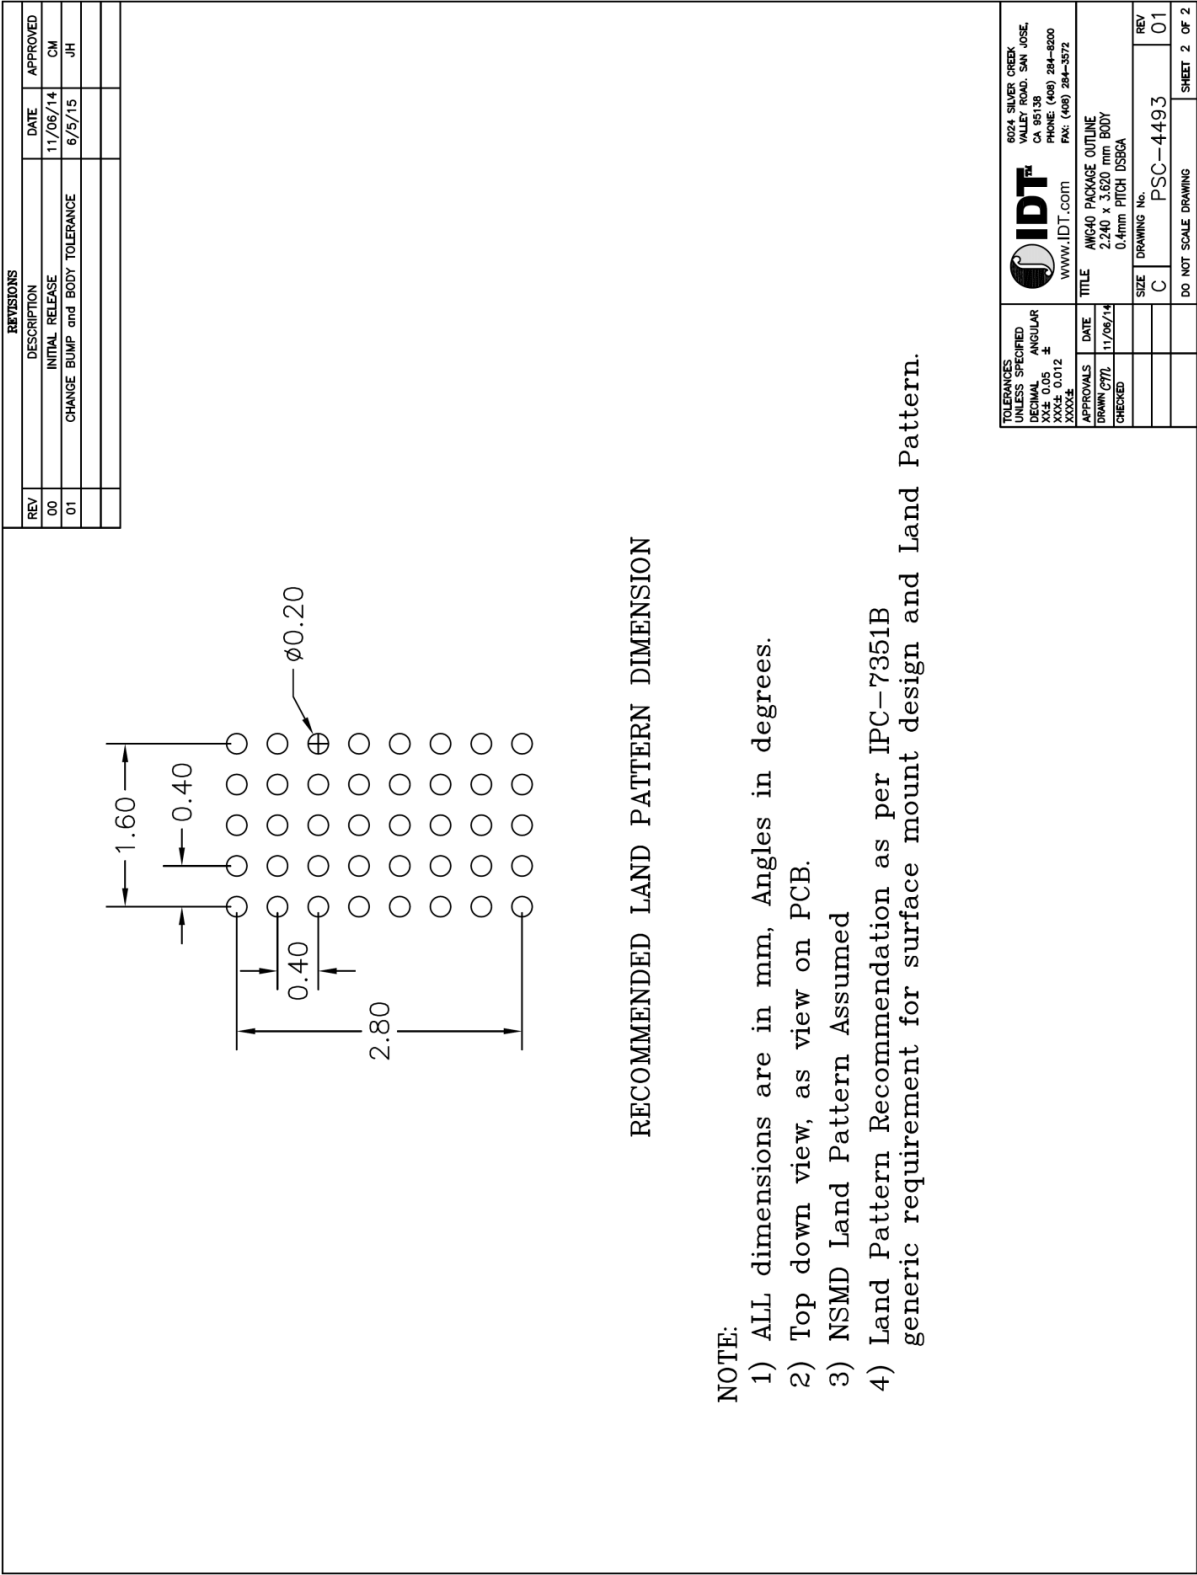 REVISIONS
REV DESCRIPTION DATE APPROVED
00 INITIAL RELEASE 11/06/14 CM
01 CHANGE BUMP and BODY TOLERANCE 6/5/15 JH
1.60
0.40
ø0.20
0.40
2.80
RECOMMENDED LAND PATTERN DIMENSION
NOTE:
1) ALL dimensions are in mm, Angles in degrees.
2) Top down view, as view on PCB.
3) NSMD Land Pattern Assumed
4) Land Pattern Recommendation as per IPC-7351B
generic requirement for surface mount design and Land Pattern.
TOLERANCES
UNLESS SPECIFIED
DECIMAL ANGULAR
XX± 0.05 ±
XXX± 0.012
XXXX±
IDT™
www.IDT.com
6024 SILVER CREEK
VALLEY ROAD. SAN JOSE,
CA 95138
PHONE: (408) 284-8200
FAX: (408) 284-3572
APPROVALS DATE
DRAWN CM 11/06/14
CHECKED
TITLE AWG40 PACKAGE OUTLINE
2.240 x 3.620 mm BODY
0.4mm PITCH DSBGA
SIZE DRAWING No. REV
C PSC-4493 01
DO NOT SCALE DRAWING SHEET 2 OF 2